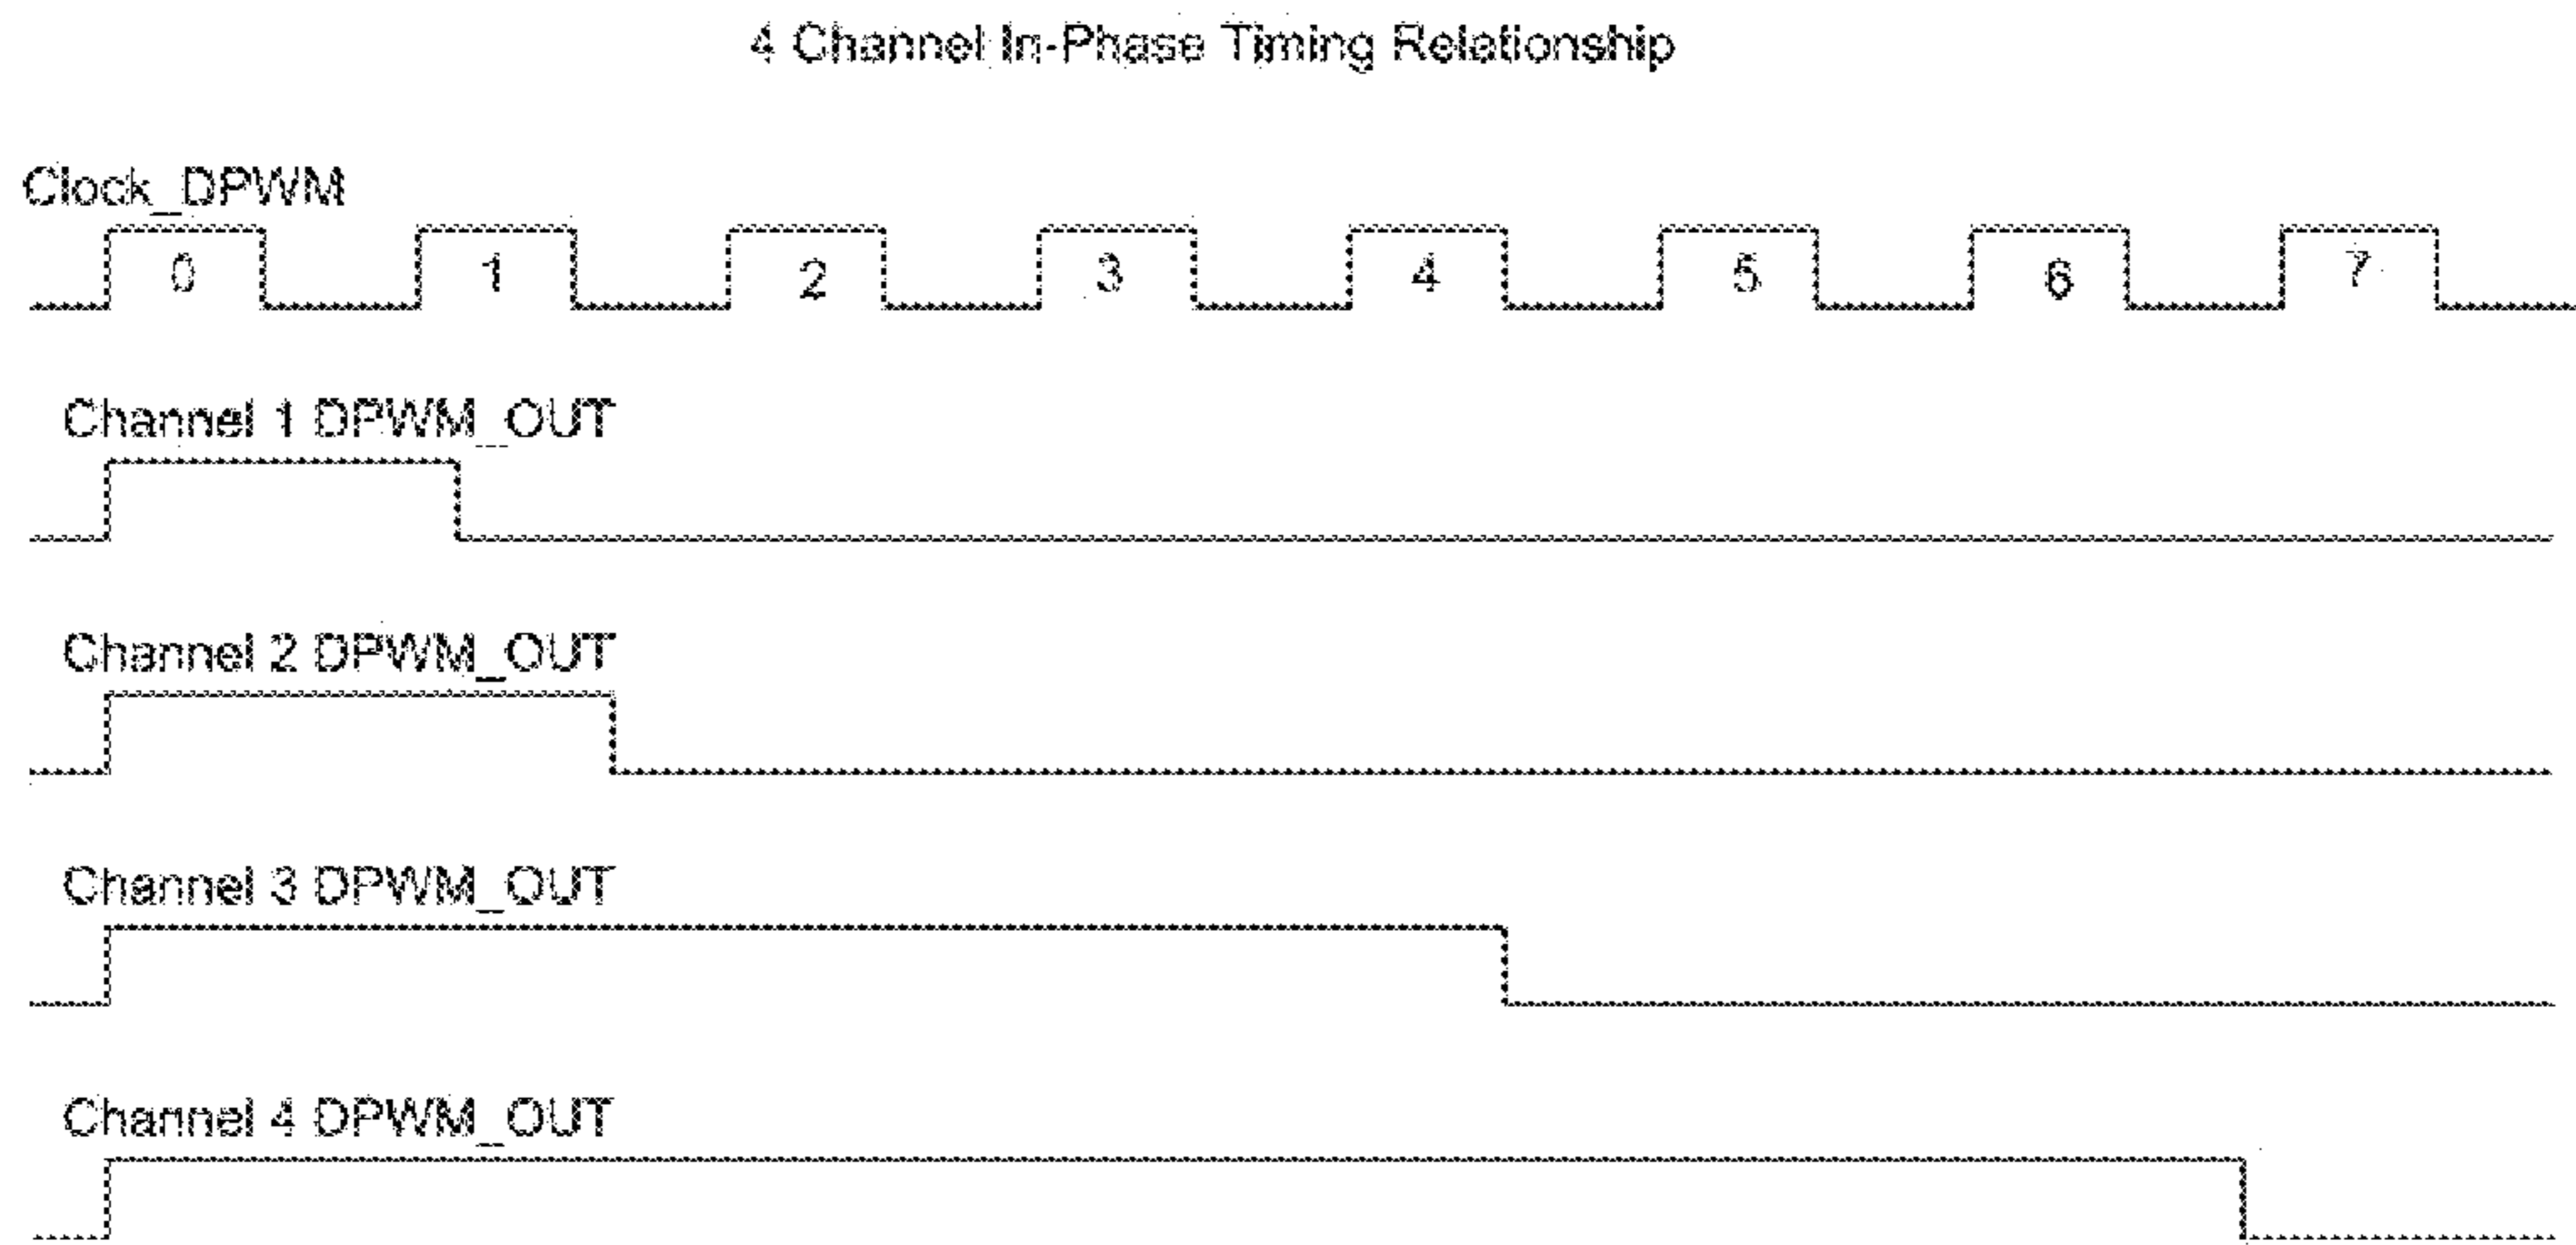 4 Channel In-Phase Timing Relationship
Clock_DPWM
0 1 2 3 4 5 6 7
Channel 1 DPWM_OUT
Channel 2 DPWM_OUT
Channel 3 DPWM_OUT
Channel 4 DPWM_OUT